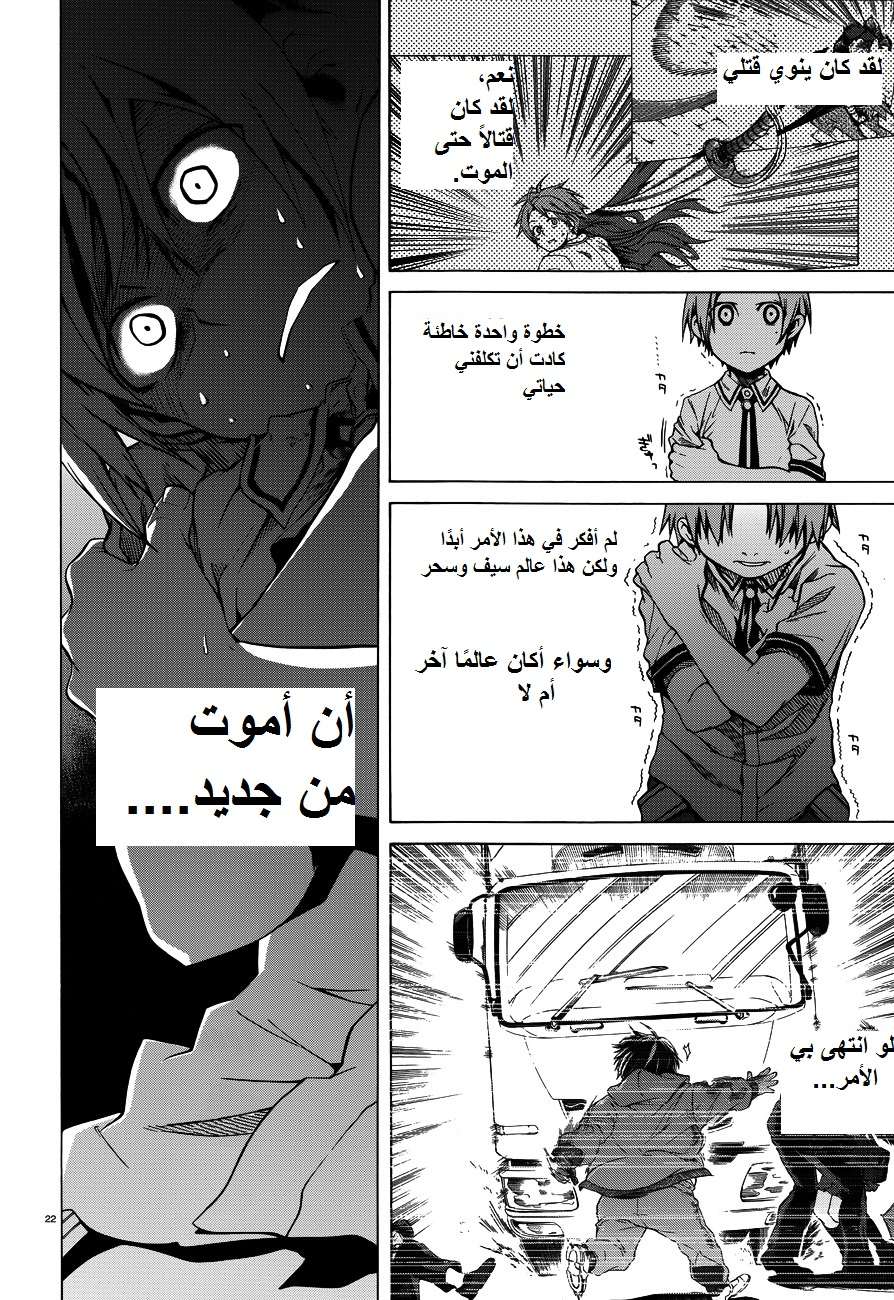 لقد كان ينوي قتلي
نعم،
لقد كان
قتالاً حتى
الموت.
خطوة واحدة خاطئة
كادت أن تكلفني
حياتي
لم أفكر في هذا الأمر أبدًا
ولكن هذا عالم سيف وسحر
وسواء أكان عالمًا آخر
أم لا
لو انتهى بي
الأمر...
أن أموت
من جديد....
22